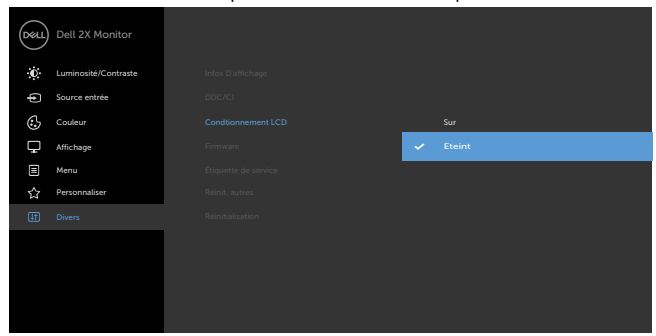 DELL
Dell 2X Monitor
Luminosité/Contraste
Source entrée
Couleur
Affichage
Menu
Personnaliser
Divers
Infos D'affichage
DDC/CI
Condtionnement LCD
Firmware
Étiquette de service
Réinit. autres
Réinitialisation
Sur
Eteint